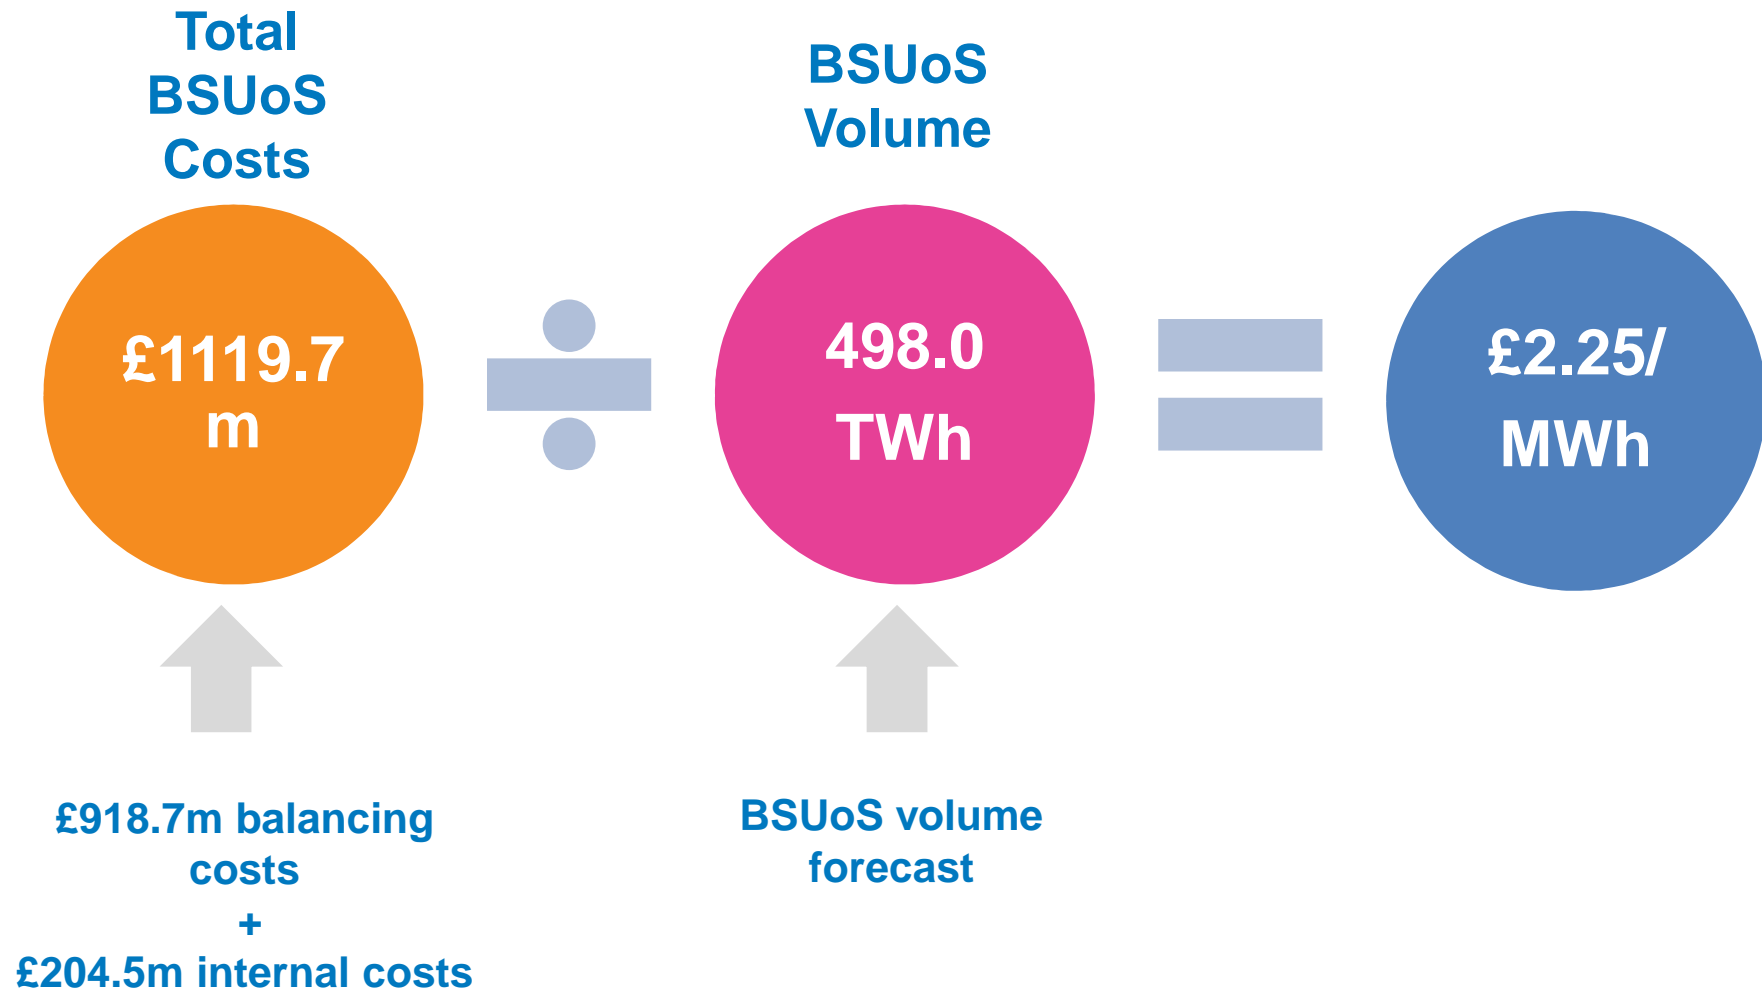 Total
BSUoS
Costs
BSUoS
Volume
£1119.7
m
498.0
TWh
£2.25/
MWh
£918.7m balancing
costs
+
£204.5m internal costs
BSUoS volume
forecast